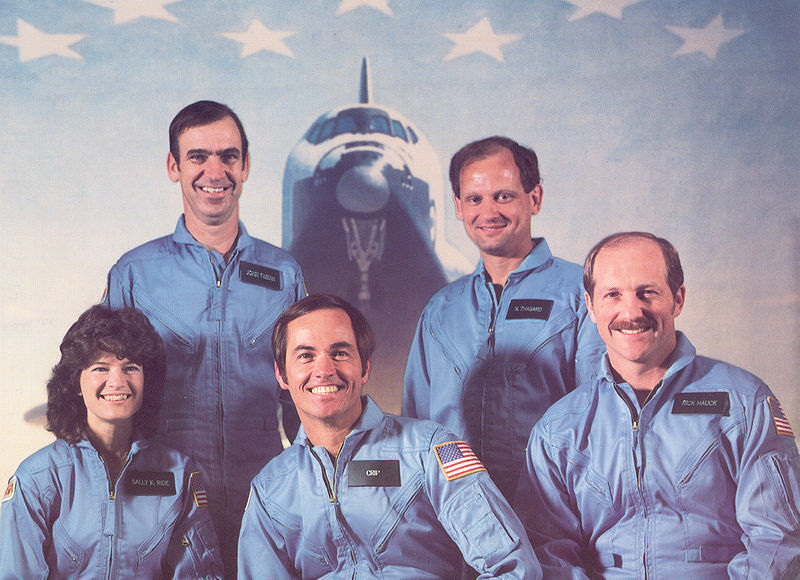 JOHN FABIAN
N. THAGARD
SALLY K. RIDE
CRIP
RICK HAUCK